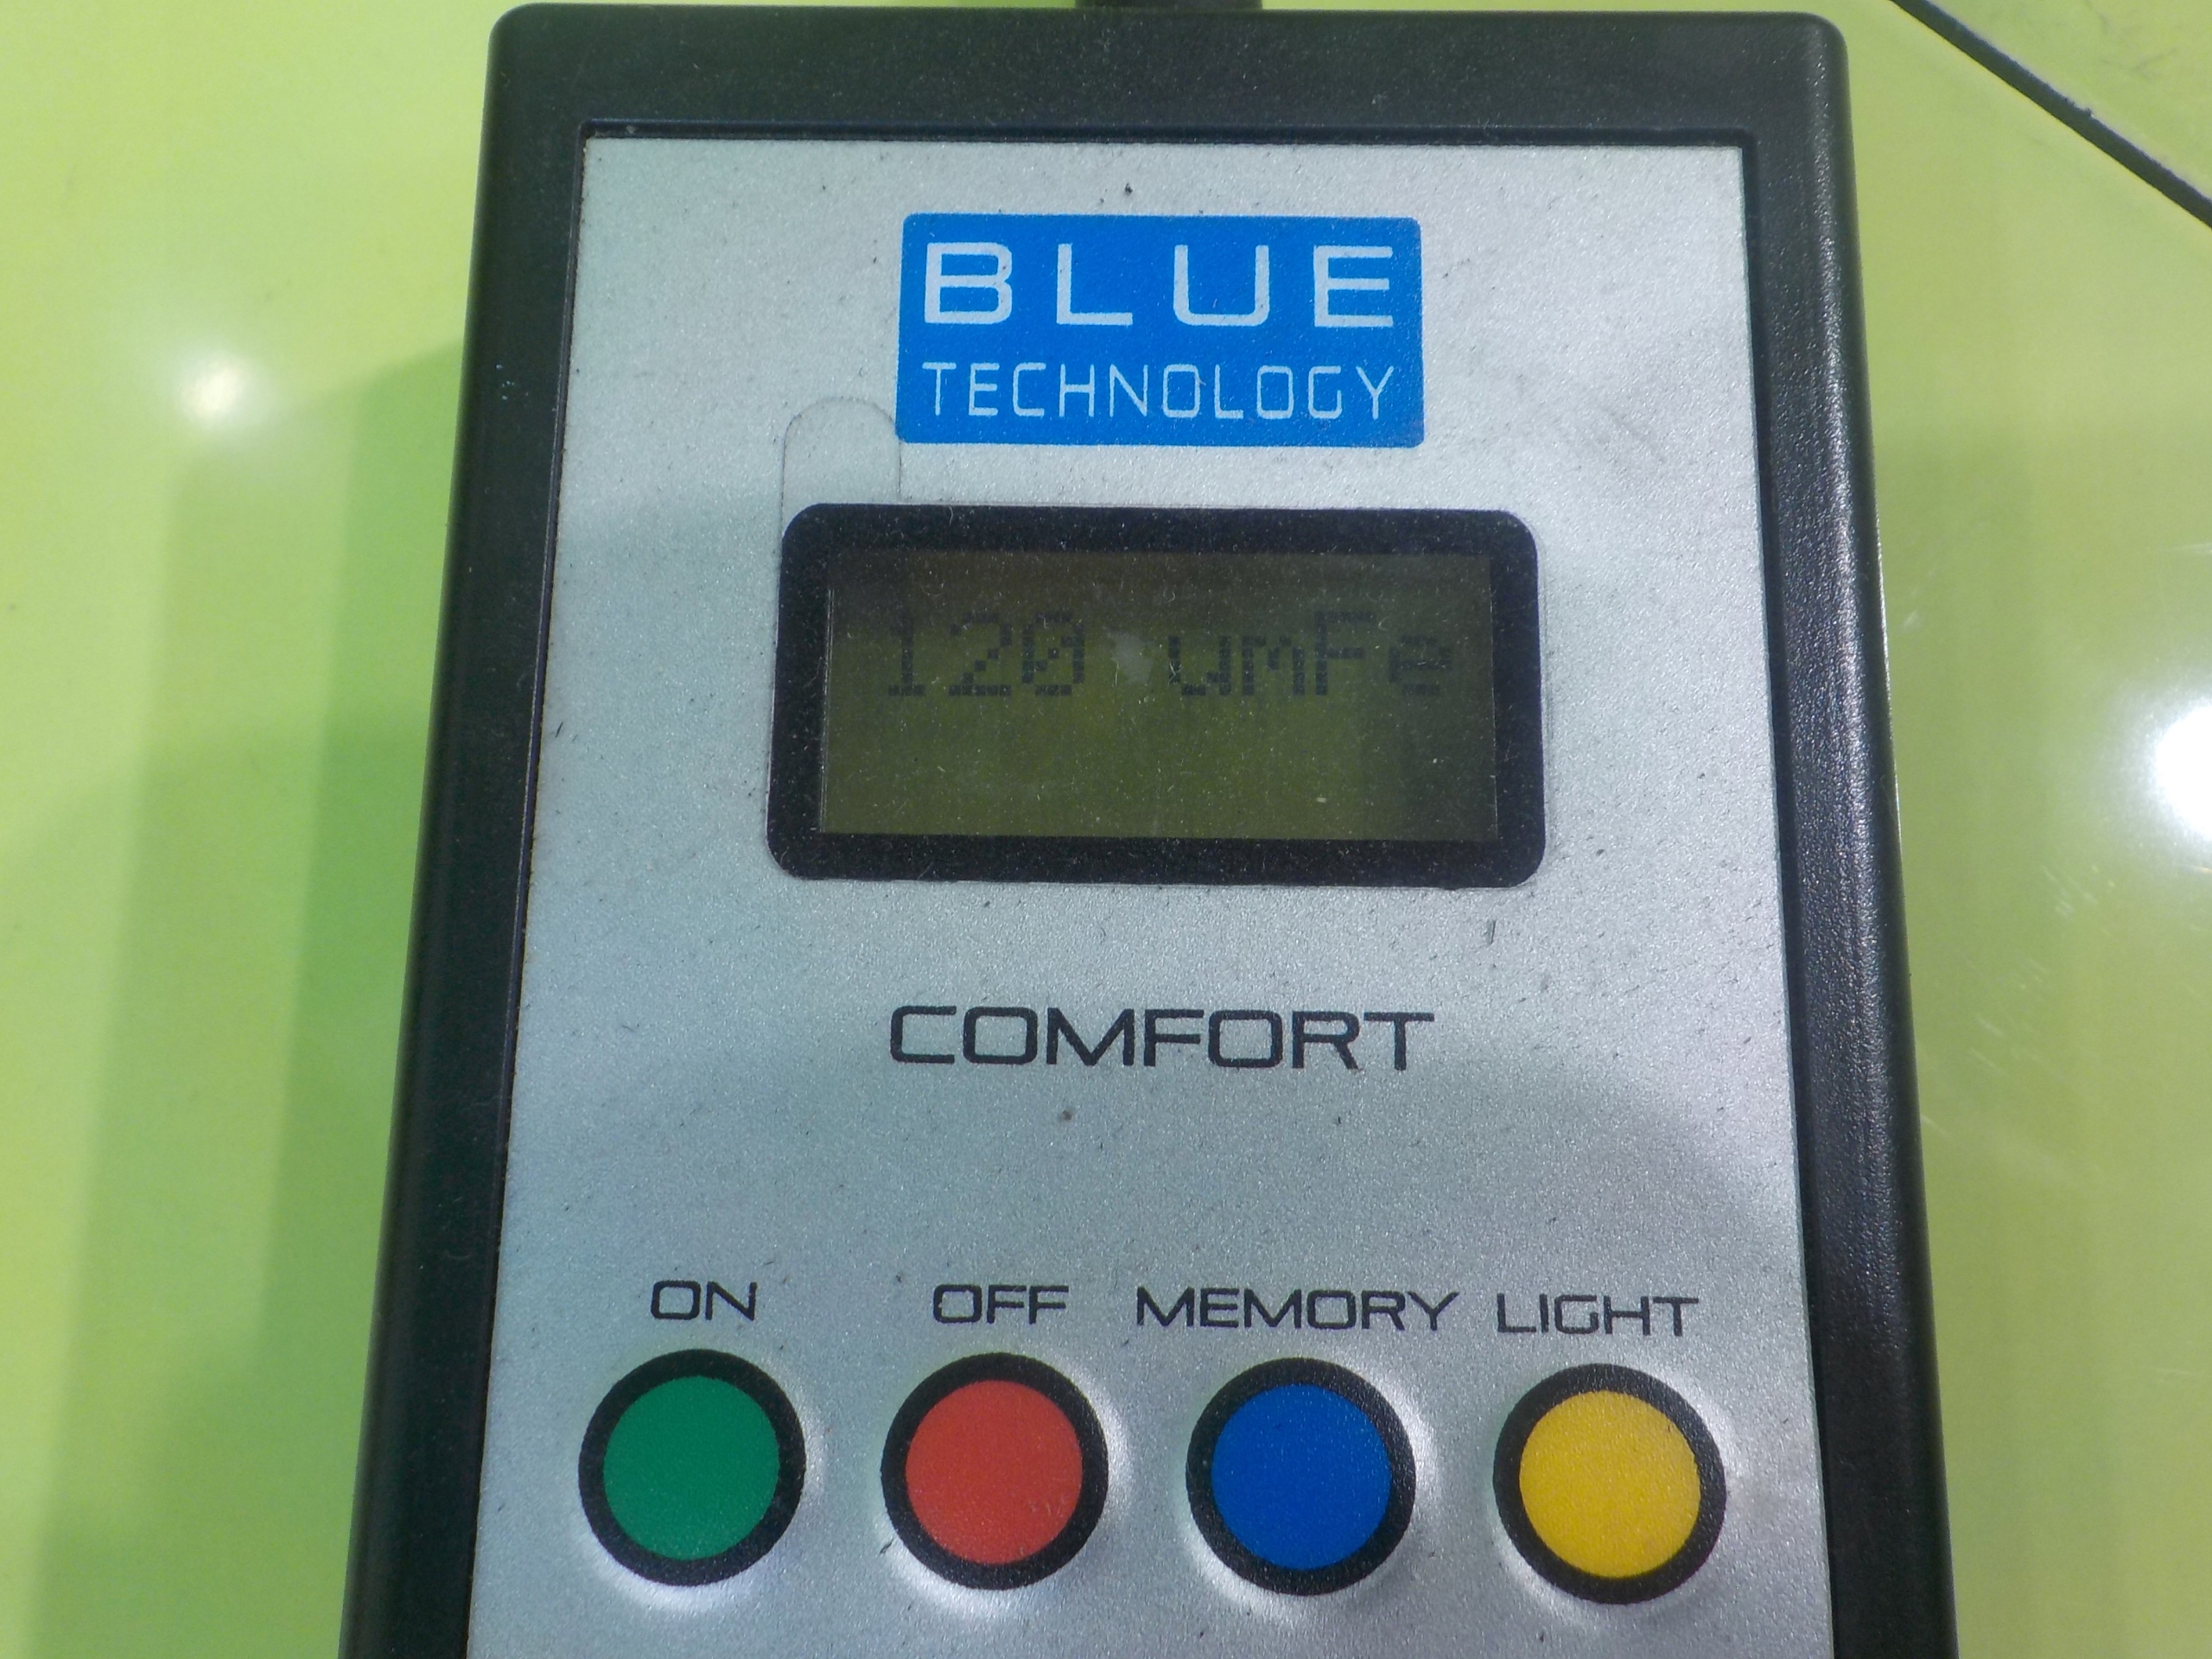 BLUE
TECHNOLOGY
120 umFe
COMFORT
ON OFF MEMORY LIGHT